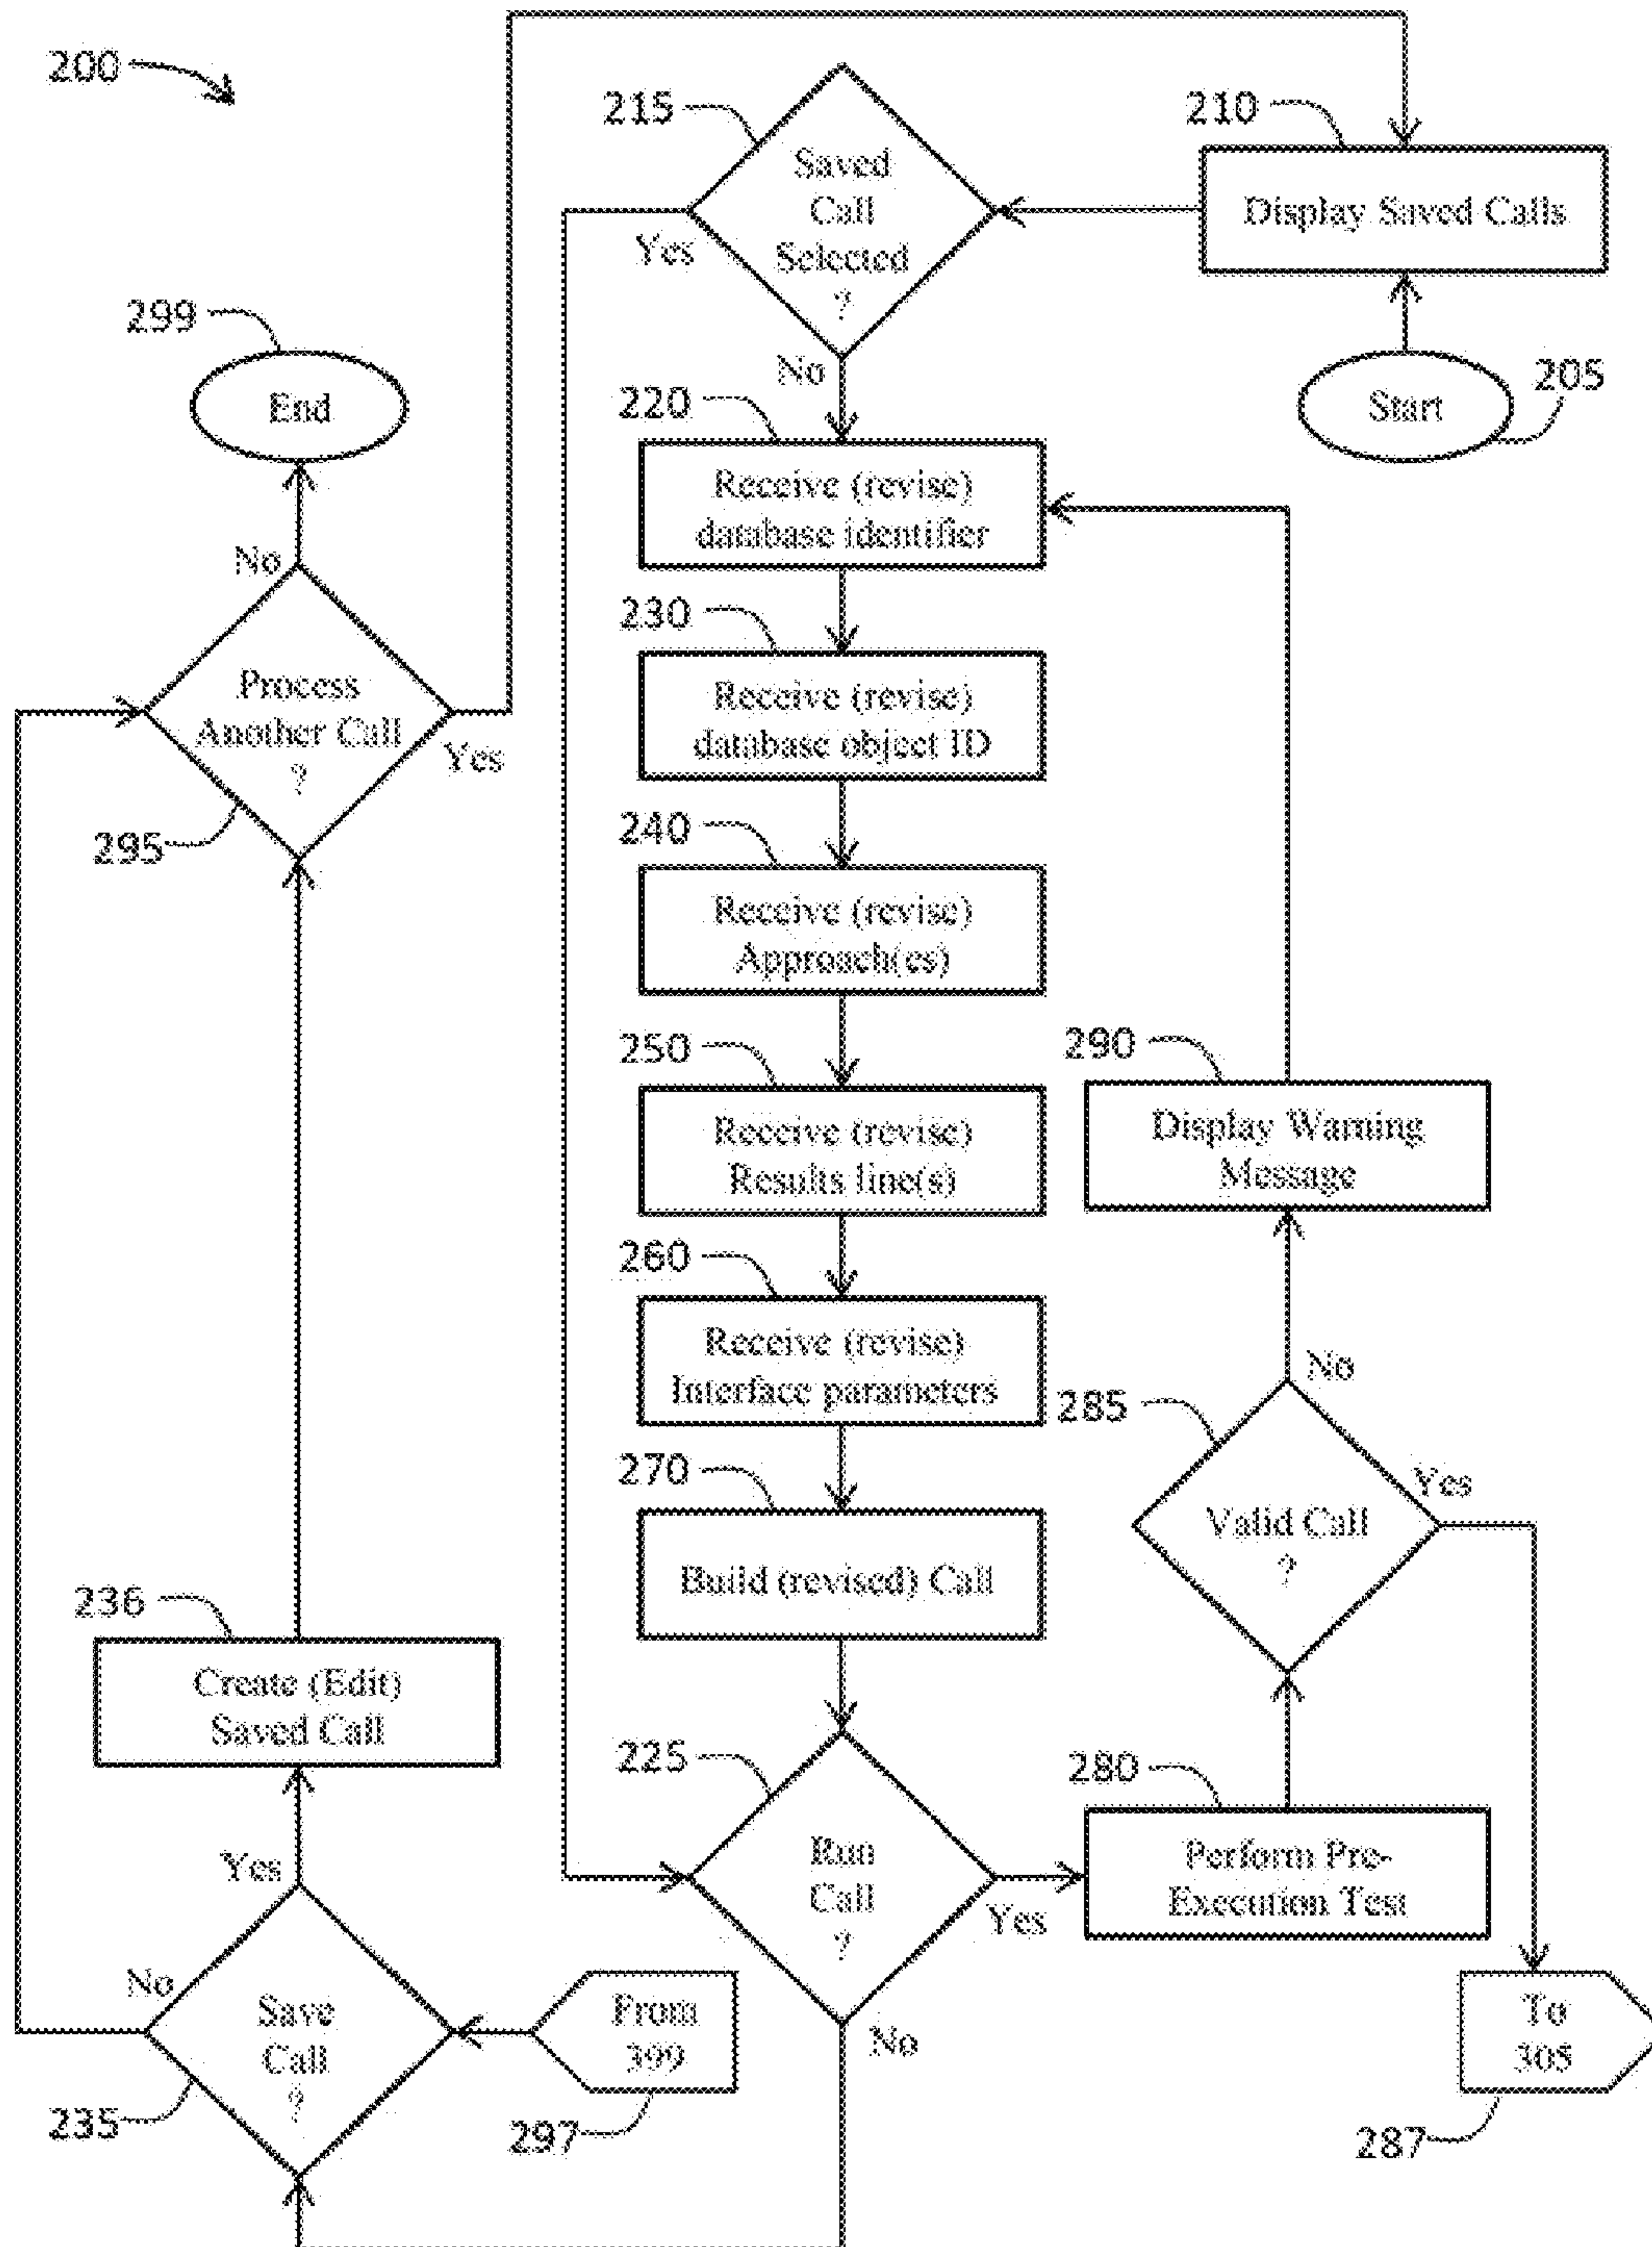 200
215
210
Saved
Call
Selected
?
Display Saved Calls
Yes
No
299
End
205
Start
220
Receive (revise)
database identifier
No
230
Receive (revise)
database object ID
Process
Another Call
?
Yes
295
240
Receive (revise)
Approach(es)
250
Receive (revise)
Results line(s)
290
Display Warning
Message
260
Receive (revise)
Interface parameters
No
285
Valid Call
?
Yes
270
Build (revised) Call
236
Create (Edit)
Saved Call
225
Run
Call
?
Yes
280
Perform Pre-
Execution Test
Yes
No
Save
Call
?
235
From
399
297
No
To
305
287